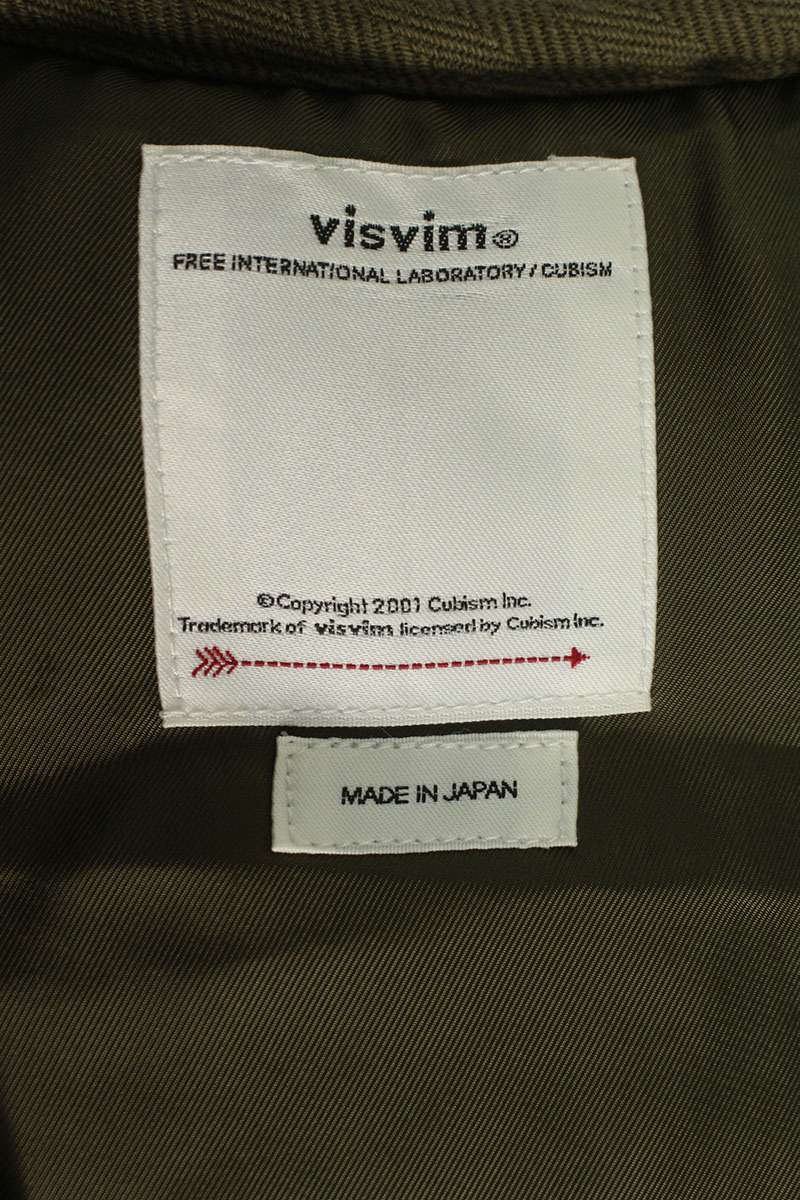 visvim®
FREE INTERNATIONAL LABORATORY / CUBISM
©Copyright 2001 Cubism Inc.
Trademark of visvim licensed by Cubism Inc.
MADE IN JAPAN